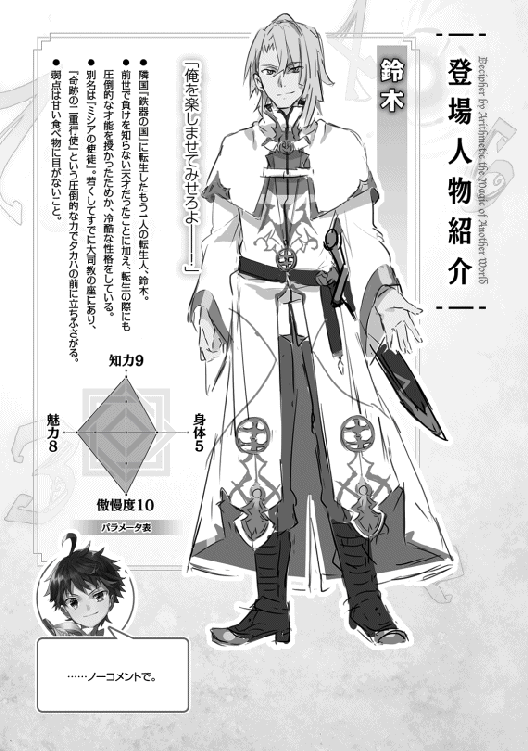 登場人物紹介
Decipher by Arithmetic the Magic of Another World
鈴木
「俺を楽しませてみせろよ――!」
● 隣国『鉄器の国』に転生したもう一人の転生人、鈴木。
● 前世で負けを知らない天才だったことに加え、転生の際にも
圧倒的な才能を授かったためか、冷酷な性格をしている。
● 別名は『ミシアの使徒』。若くしてすでに大司教の座にあり、
『奇跡の二重行使』という圧倒的な力でタカハの前に立ちふさがる。
● 弱点は甘い食べ物に目がないこと。
知力9
魅力8
身体5
傲慢度10
パラメータ表
……ノーコメントで。